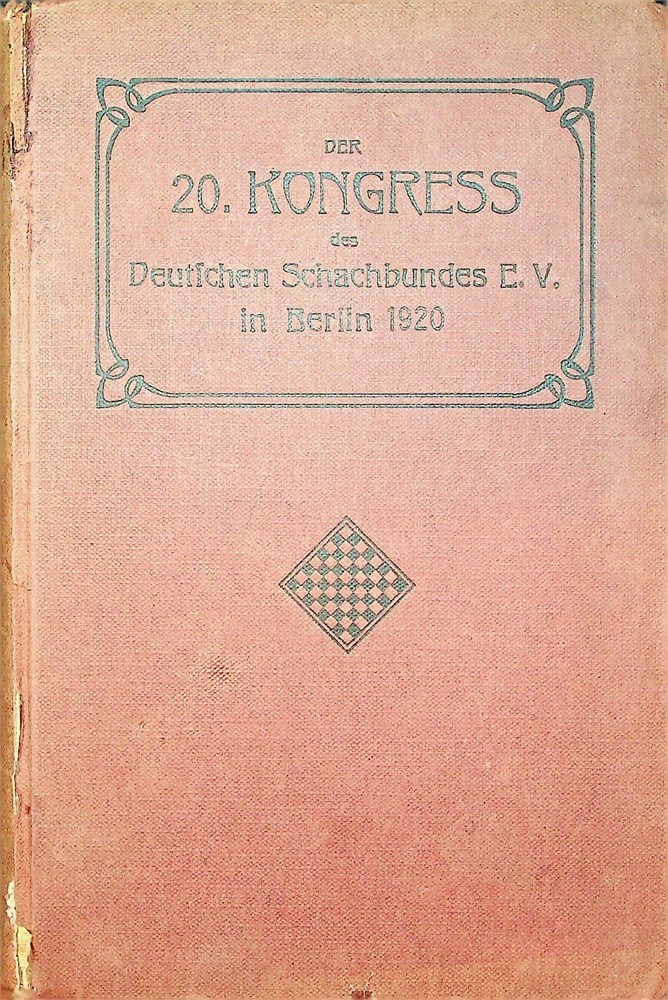 DER
20. KONGRESS
des
Deutſchen Schachbundes E. V.
in Berlin 1920